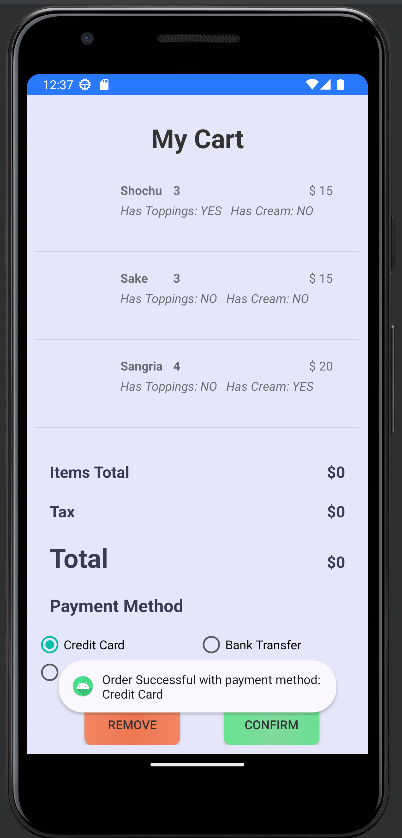 12:37
My Cart
Shochu 3 $ 15
Has Toppings: YES Has Cream: NO
Sake 3 $ 15
Has Toppings: NO Has Cream: NO
Sangria 4 $ 20
Has Toppings: NO Has Cream: YES
Items Total $0
Tax $0
Total $0
Payment Method
Credit Card Bank Transfer
Order Successful with payment method:
Credit Card
REMOVE CONFIRM